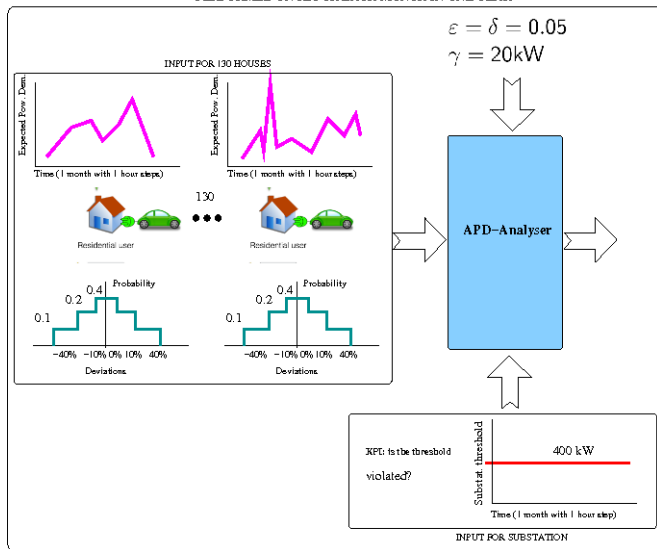 ε = δ = 0.05
γ = 20kW
INPUT FOR 130 HOUSES
Expected Pow. Dem.
Time (1 month with 1 hour steps)
Expected Pow. Dem.
Time (1 month with 1 hour steps)
130
Residential user
Residential user
Probability
0.4
0.2
0.1
-40% -10% 0% 10% 40%
Deviations
Probability
0.4
0.2
0.1
-40% -10% 0% 10% 40%
Deviations
APD-Analyser
KPI: is the threshold
violated?
Substat. threshold
400 kW
Time (1 month with 1 hour step)
INPUT FOR SUBSTATION